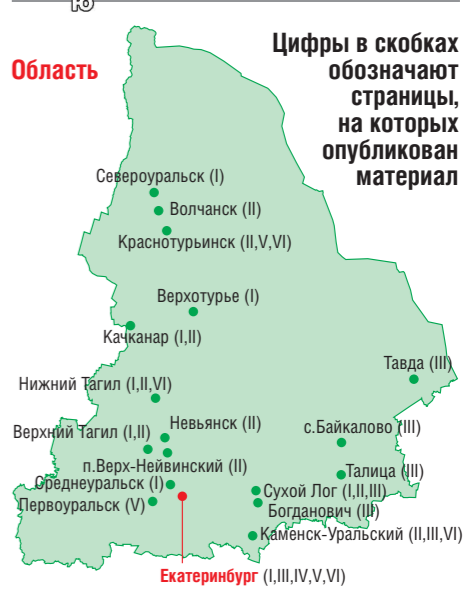 Ю
Область
Цифры в скобках
обозначают
страницы,
на которых
опубликован
материал
Североуральск (I)
Волчанск (II)
Краснотурьинск (II,V,VI)
Верхотурье (I)
Качканар (I,II)
Тавда (III)
Нижний Тагил (I,II,VI)
Невьянск (II)
с.Байкалово (III)
Верхний Тагил (I,II)
п.Верх-Нейвинский (II)
Талица (III)
Среднеуральск (I)
Сухой Лог (I,II,III)
Первоуральск (V)
Богданович (III)
Каменск-Уральский (II,III,VI)
Екатеринбург (I,III,IV,V,VI)